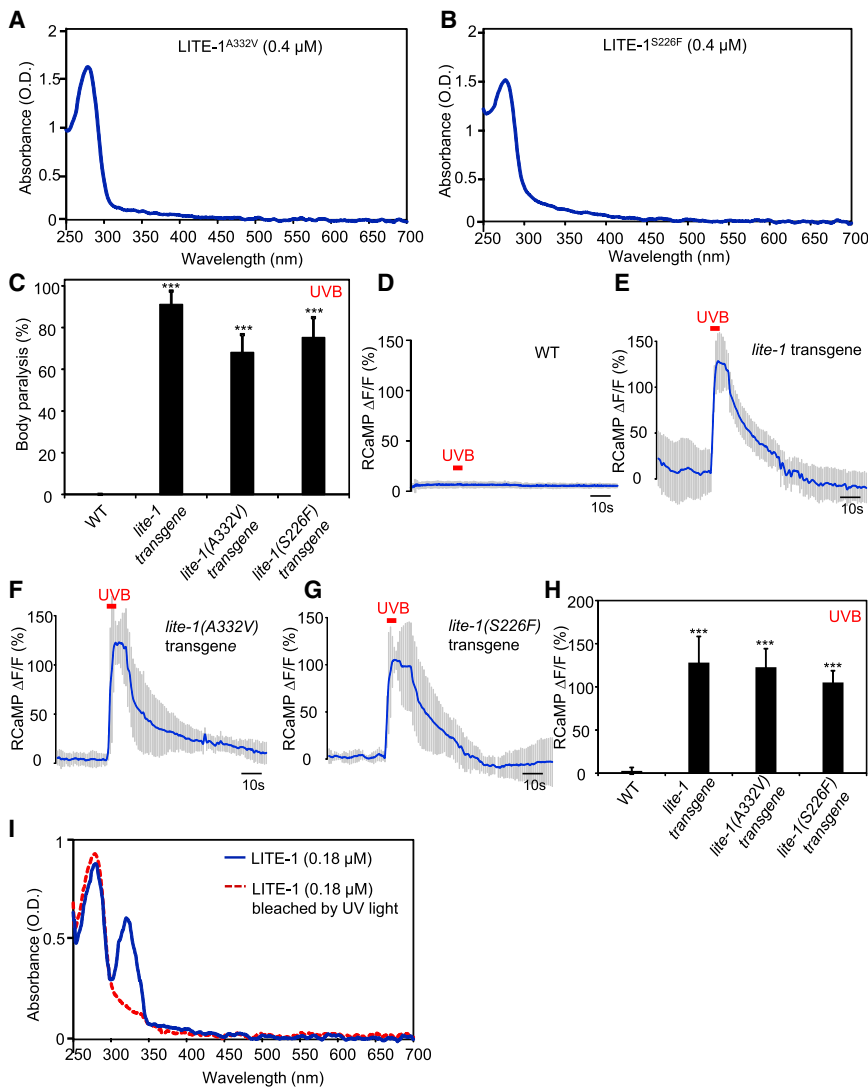 A
LITE-1A332V (0.4 µM)
Absorbance (O.D.)
2
1.5
1
0.5
0
250 300 350 400 450 500 550 600 650 700
Wavelength (nm)
B
LITE-1S226F (0.4 µM)
Absorbance (O.D.)
2
1.5
1
0.5
0
250 300 350 400 450 500 550 600 650 700
Wavelength (nm)
C
UVB
Body paralysis (%)
100
80
60
40
20
0
***
***
***
WT
lite-1
transgene
lite-1(A332V)
transgene
lite-1(S226F)
transgene
D
WT
RCaMP ΔF/F (%)
150
100
50
0
UVB
10s
E
UVB
lite-1 transgene
RCaMP ΔF/F (%)
150
100
50
0
10s
F
UVB
lite-1(A332V)
transgene
RCaMP ΔF/F (%)
150
100
50
0
10s
G
UVB
lite-1(S226F)
transgene
RCaMP ΔF/F (%)
150
100
50
0
10s
H
UVB
RCaMP ΔF/F (%)
200
150
100
50
0
***
***
***
WT
lite-1
transgene
lite-1(A332V)
transgene
lite-1(S226F)
transgene
I
LITE-1 (0.18 µM)
LITE-1 (0.18 µM)
bleached by UV light
Absorbance (O.D.)
1
0.5
0
250 300 350 400 450 500 550 600 650 700
Wavelength (nm)